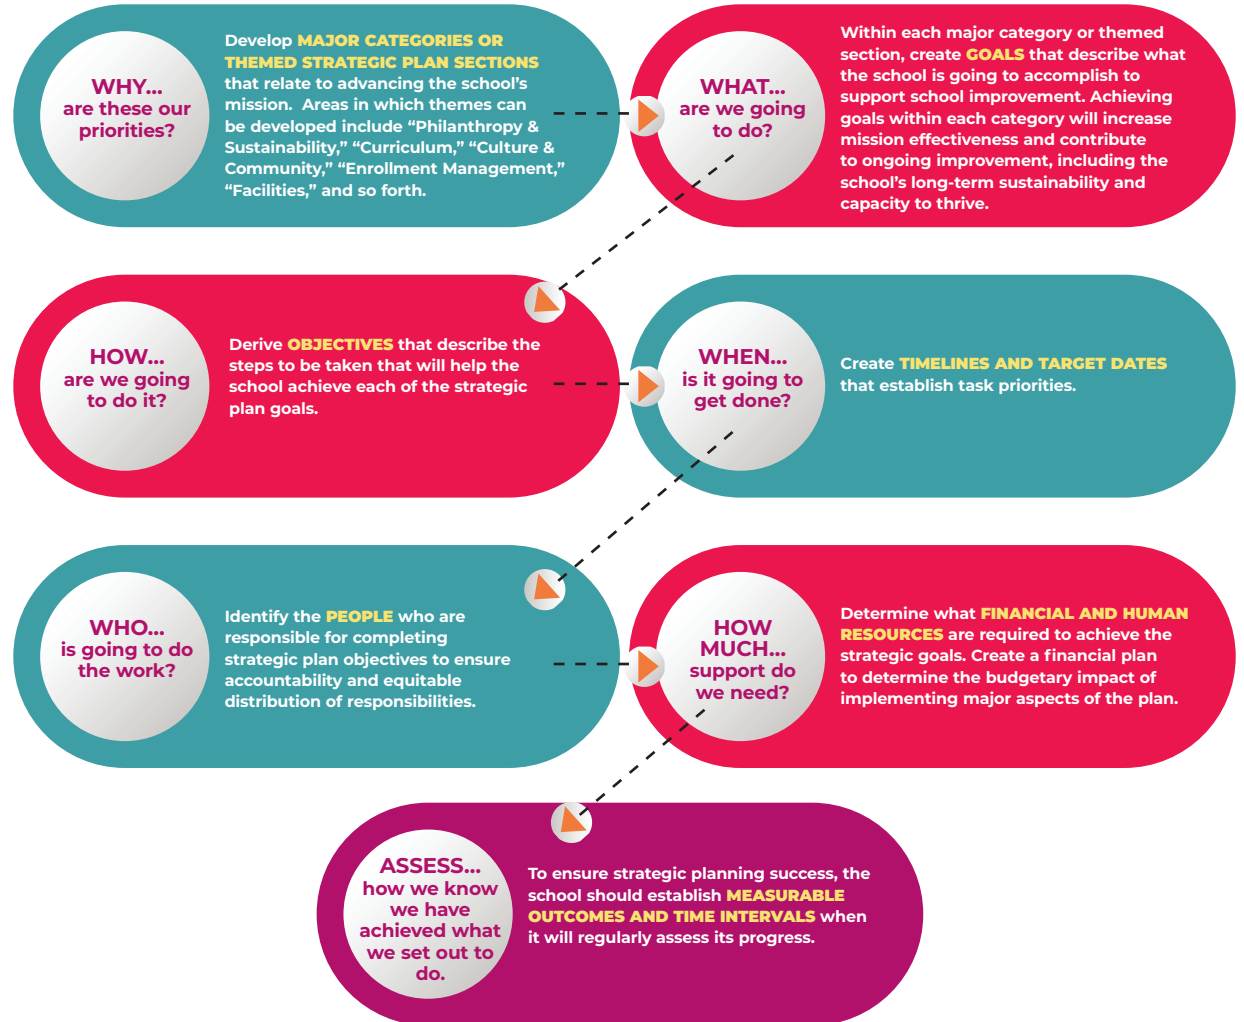 WHY...
are these our
priorities?
Develop MAJOR CATEGORIES OR
THEMED STRATEGIC PLAN SECTIONS
that relate to advancing the school’s
mission.  Areas in which themes can
be developed include “Philanthropy &
Sustainability,” “Curriculum,” “Culture &
Community,” “Enrollment Management,”
“Facilities,” and so forth.
WHAT...
are we going
to do?
Within each major category or themed
section, create GOALS that describe what
the school is going to accomplish to
support school improvement. Achieving
goals within each category will increase
mission effectiveness and contribute
to ongoing improvement, including the
school’s long-term sustainability and
capacity to thrive.
HOW...
are we going
to do it?
Derive OBJECTIVES that describe the
steps to be taken that will help the
school achieve each of the strategic
plan goals.
WHEN...
is it going to
get done?
Create TIMELINES AND TARGET DATES
that establish task priorities.
WHO...
is going to do
the work?
Identify the PEOPLE who are
responsible for completing
strategic plan objectives to ensure
accountability and equitable
distribution of responsibilities.
HOW
MUCH...
support do
we need?
Determine what FINANCIAL AND HUMAN
RESOURCES are required to achieve the
strategic goals. Create a financial plan
to determine the budgetary impact of
implementing major aspects of the plan.
ASSESS...
how we know
we have
achieved what
we set out to
do.
To ensure strategic planning success, the
school should establish MEASURABLE
OUTCOMES AND TIME INTERVALS when
it will regularly assess its progress.